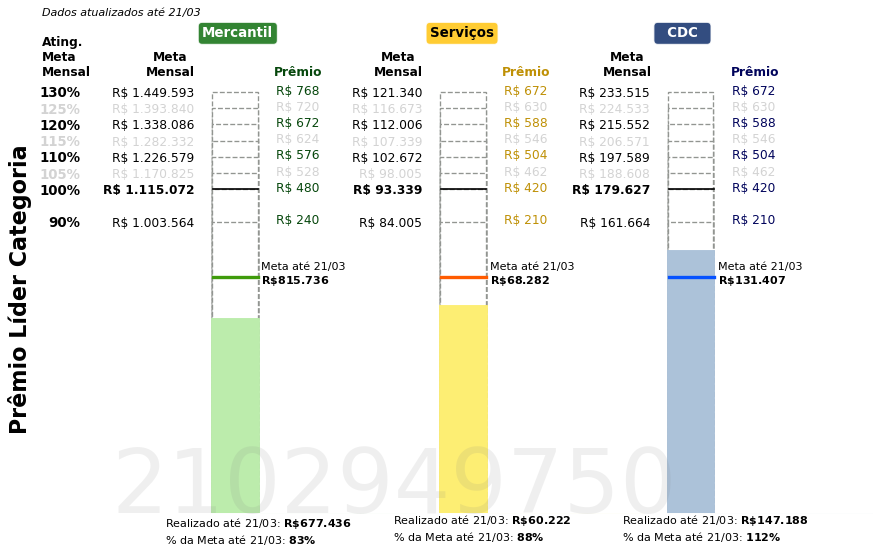 Dados atualizados até 21/03
Mercantil
Serviços
CDC
Ating.
Meta
Mensal
Meta
Mensal
Prêmio
Meta
Mensal
Prêmio
Meta
Mensal
Prêmio
130% R$ 1.449.593 R$ 768 R$ 121.340 R$ 672 R$ 233.515 R$ 672
125% R$ 1.393.840 R$ 720 R$ 116.673 R$ 630 R$ 224.533 R$ 630
120% R$ 1.338.086 R$ 672 R$ 112.006 R$ 588 R$ 215.552 R$ 588
115% R$ 1.282.332 R$ 624 R$ 107.339 R$ 546 R$ 206.571 R$ 546
110% R$ 1.226.579 R$ 576 R$ 102.672 R$ 504 R$ 197.589 R$ 504
105% R$ 1.170.825 R$ 528 R$ 98.005 R$ 462 R$ 188.608 R$ 462
100% R$ 1.115.072 R$ 480 R$ 93.339 R$ 420 R$ 179.627 R$ 420
90% R$ 1.003.564 R$ 240 R$ 84.005 R$ 210 R$ 161.664 R$ 210
Prêmio Líder Categoria
Meta até 21/03
R$815.736
Meta até 21/03
R$68.282
Meta até 21/03
R$131.407
2102949750
Realizado até 21/03: R$677.436
% da Meta até 21/03: 83%
Realizado até 21/03: R$60.222
% da Meta até 21/03: 88%
Realizado até 21/03: R$147.188
% da Meta até 21/03: 112%